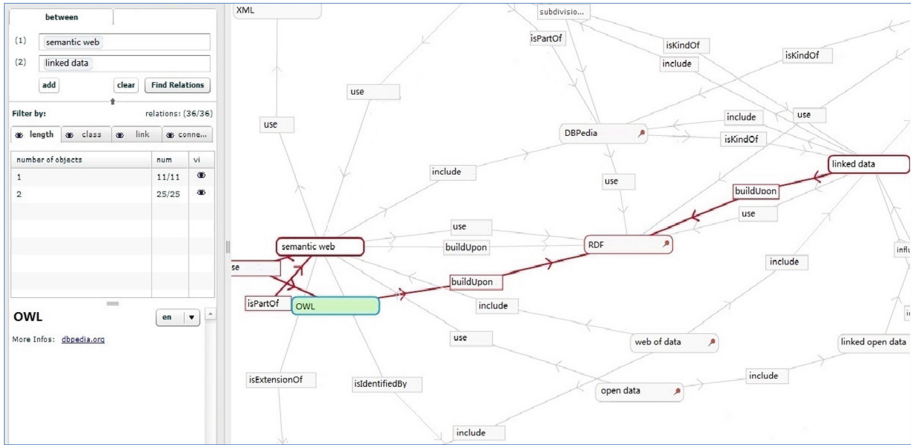 between
(1) semantic web
(2) linked data
add clear Find Relations
Filter by: relations: (36/36)
length class link conne...
number of objects num vi
1 11/11
2 25/25
OWL en
More Infos: dbpedia.org
XML
subdivisio...
isPartOf
isKindOf
include
isKindOf
use
use
include
use
DBPedia
isKindOf
use
include
linked data
use
buildUpon
use
use
semantic web
buildUpon
RDF
buildUpon
include
isPartOf
OWL
include
use
web of data
linked open data
isExtensionOf
isIdentifiedBy
include
open data
include